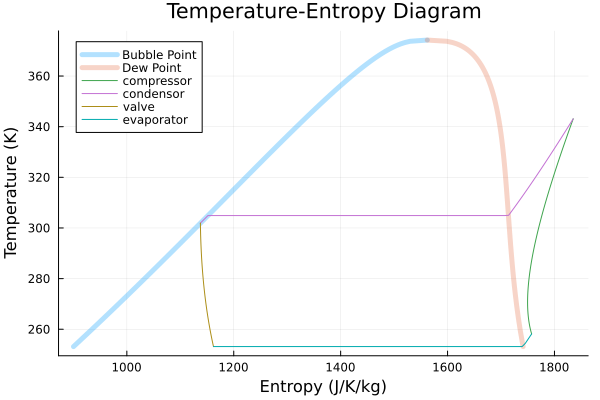 Temperature-Entropy Diagram
Bubble Point
Dew Point
compressor
condensor
valve
evaporator
Temperature (K)
360
340
320
300
280
260
1000 1200 1400 1600 1800
Entropy (J/K/kg)